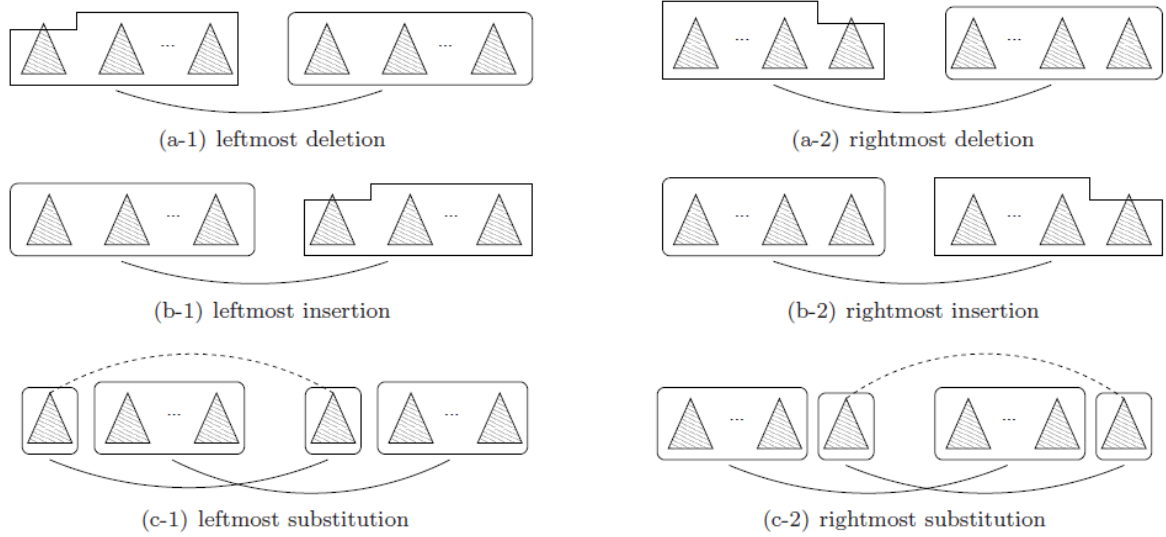 ... ... ... ...
(a-1) leftmost deletion (a-2) rightmost deletion
... ... ... ...
(b-1) leftmost insertion (b-2) rightmost insertion
... ... ... ...
(c-1) leftmost substitution (c-2) rightmost substitution